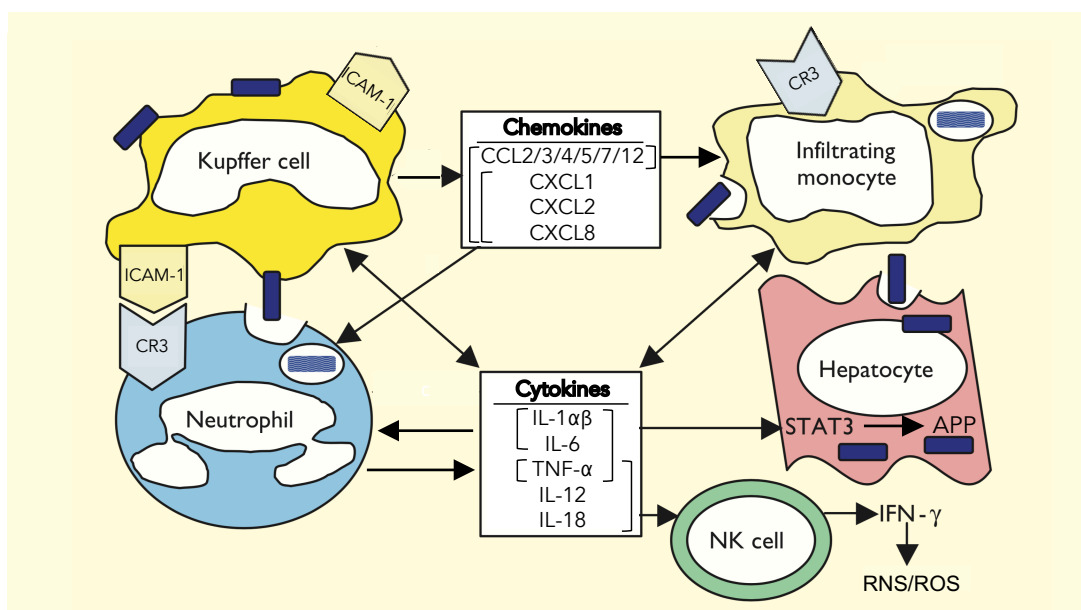 ICAM-1
Kupffer cell
ICAM-1
CR3
Neutrophil
Chemokines
CCL2/3/4/5/7/12
CXCL1
CXCL2
CXCL8
CR3
Infiltrating
monocyte
Cytokines
IL-1αβ
IL-6
TNF-α
IL-12
IL-18
Hepatocyte
STAT3
APP
NK cell
IFN-γ
RNS/ROS